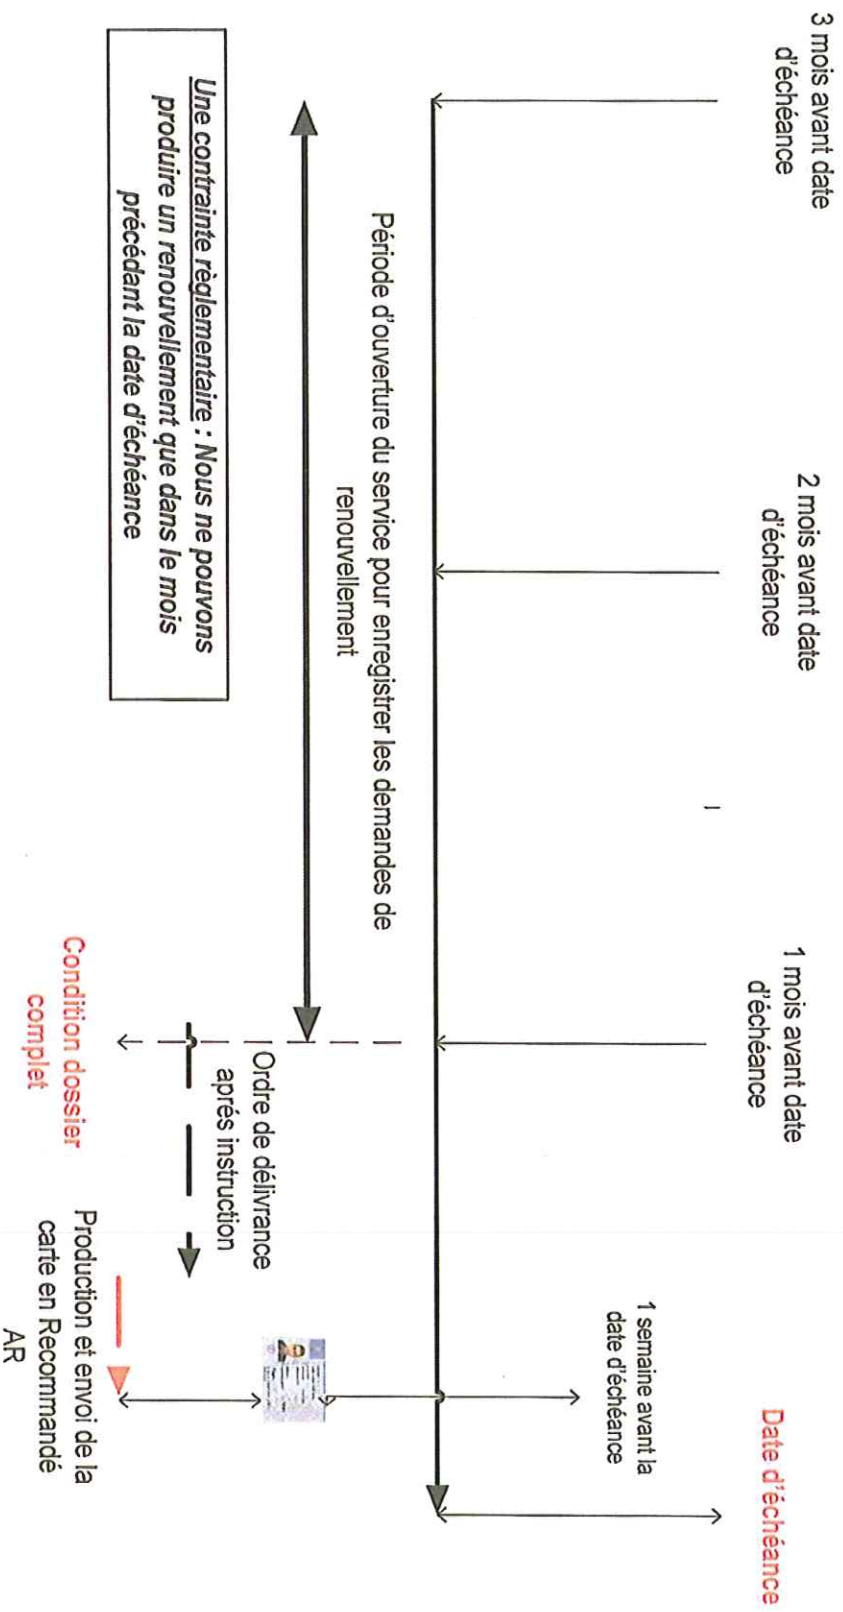 3 mois avant date
d'échéance
2 mois avant date
d'échéance
1 mois avant date
d'échéance
Date d'échéance
1 semaine avant la
date d'échéance
Période d'ouverture du service pour enregistrer les demandes de
renouvellement
Ordre de délivrance
aprés instruction
Une contrainte règlementaire : Nous ne pouvons
produire un renouvellement que dans le mois
précédant la date d'échéance
Condition dossier
complet
Production et envoi de la
carte en Recommandé
AR